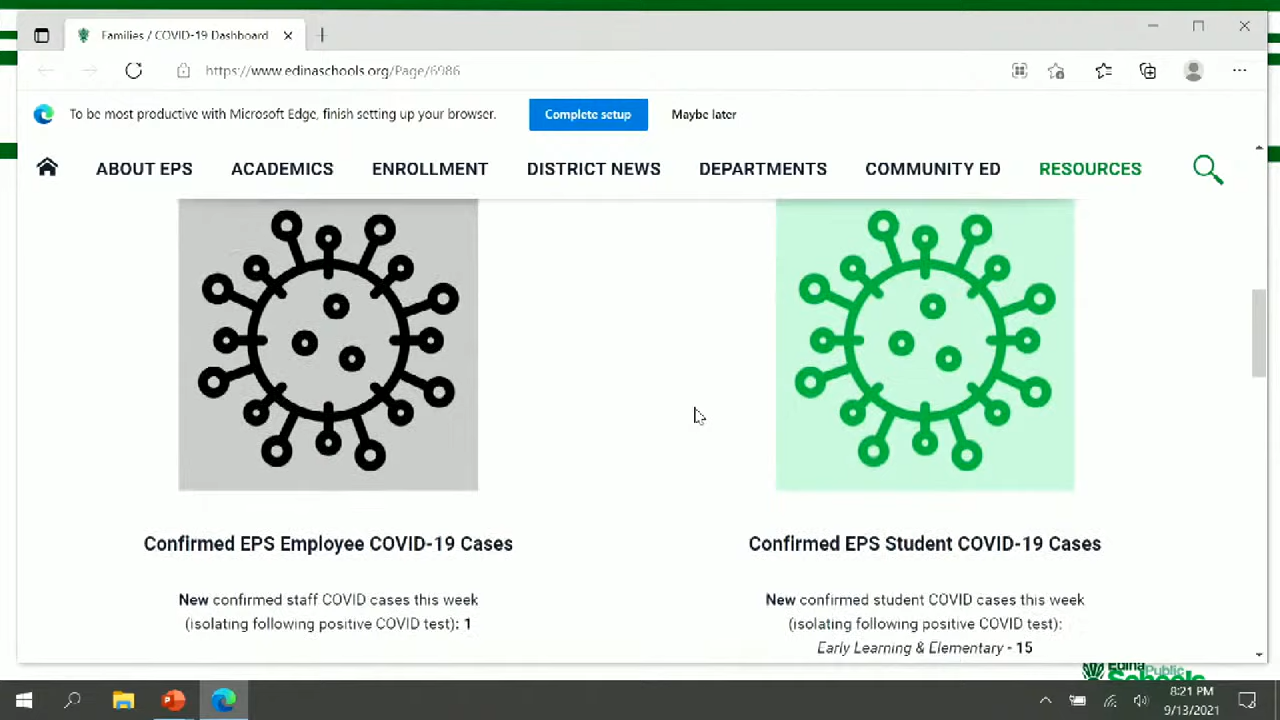 Families / COVID-19 Dashboard
https://www.edinaschools.org/Page/6986
To be most productive with Microsoft Edge, finish setting up your browser.
Complete setup
Maybe later
ABOUT EPS
ACADEMICS
ENROLLMENT
DISTRICT NEWS
DEPARTMENTS
COMMUNITY ED
RESOURCES
Confirmed EPS Employee COVID-19 Cases
New confirmed staff COVID cases this week
(isolating following positive COVID test): 1
Confirmed EPS Student COVID-19 Cases
New confirmed student COVID cases this week
(isolating following positive COVID test):
Early Learning & Elementary - 15
Edina Public
Schools
8:21 PM
9/13/2021